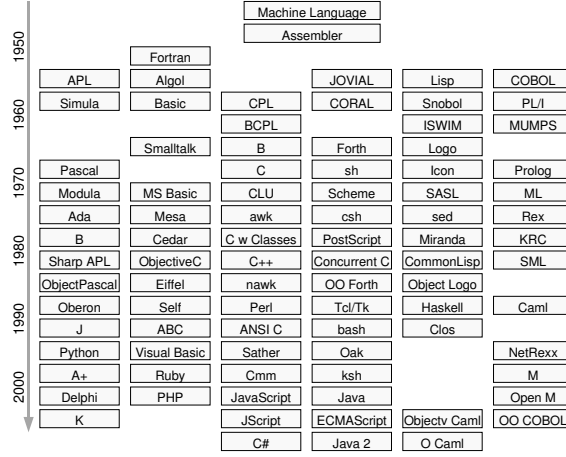 Machine Language
Assembler
1950
Fortran
APL Algol JOVIAL Lisp COBOL
Simula Basic CPL CORAL Snobol PL/I
1960
BCPL ISWIM MUMPS
Smalltalk B Forth Logo
Pascal C sh Icon Prolog
1970
Modula MS Basic CLU Scheme SASL ML
Ada Mesa awk csh sed Rex
B Cedar C w Classes PostScript Miranda KRC
1980
Sharp APL ObjectiveC C++ Concurrent C CommonLisp SML
ObjectPascal Eiffel nawk OO Forth Object Logo
Oberon Self Perl Tcl/Tk Haskell Caml
1990
J ABC ANSI C bash Clos
Python Visual Basic Sather Oak NetRexx
A+ Ruby Cmm ksh M
2000
Delphi PHP JavaScript Java Open M
K JScript ECMAScript Objectv Caml OO COBOL
C# Java 2 O Caml